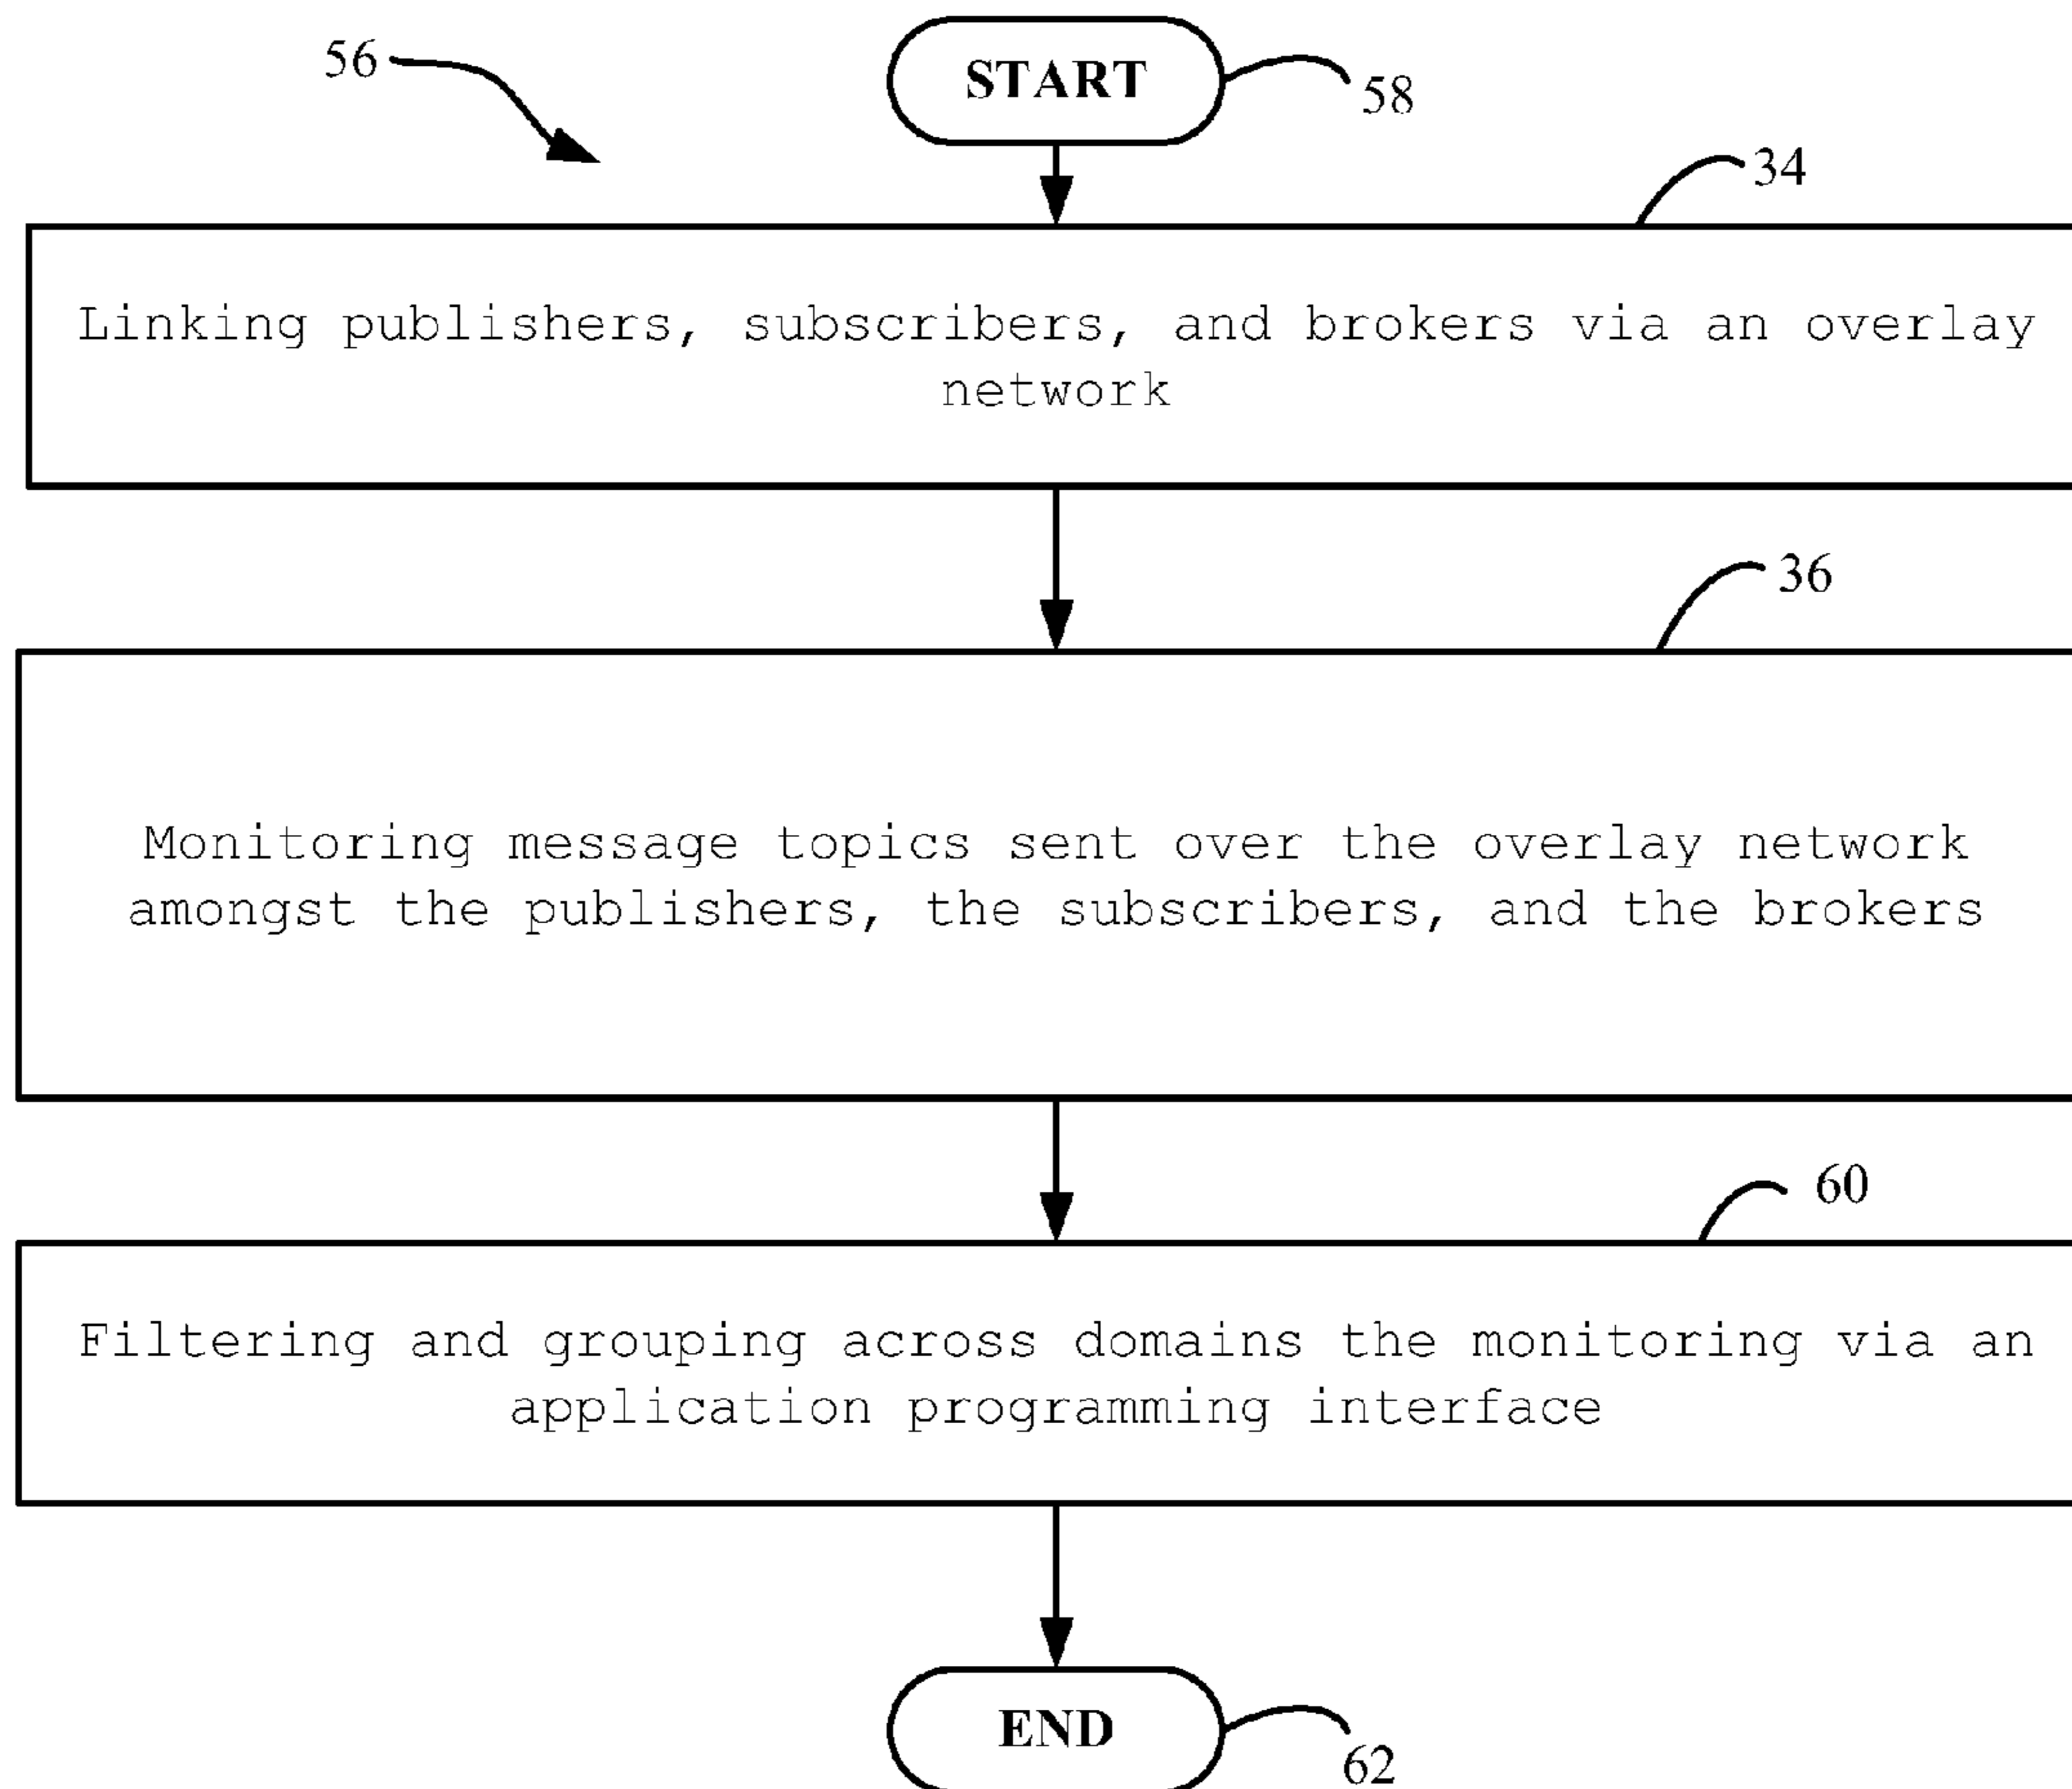 56
START
58
34
Linking publishers, subscribers, and brokers via an overlay
network
36
Monitoring message topics sent over the overlay network
amongst the publishers, the subscribers, and the brokers
60
Filtering and grouping across domains the monitoring via an
application programming interface
END
62